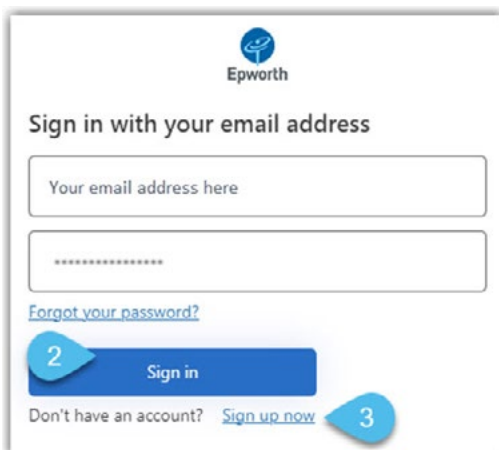 Epworth
Sign in with your email address
Your email address here
****************
Forgot your password?
2
Sign in
Don't have an account? Sign up now 3